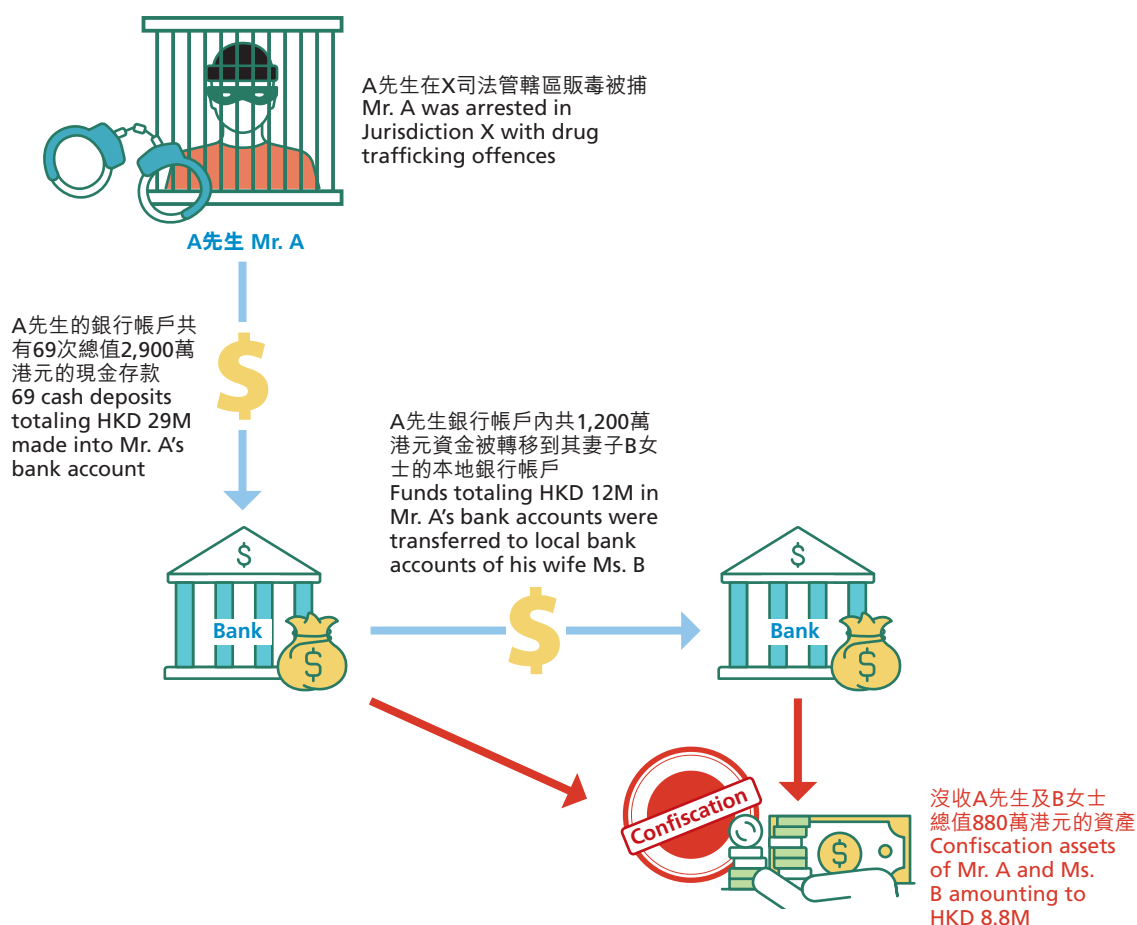 A先生在X司法管轄區販毒被捕
Mr. A was arrested in
Jurisdiction X with drug
trafficking offences
A先生 Mr. A
A先生的銀行帳戶共
有69次總值2,900萬
港元的現金存款
69 cash deposits
totaling HKD 29M
made into Mr. A's
bank account
$
A先生銀行帳戶內共1,200萬
港元資金被轉移到其妻子B女
士的本地銀行帳戶
Funds totaling HKD 12M in
Mr. A's bank accounts were
transferred to local bank
accounts of his wife Ms. B
$
Bank
$
$
$
Bank
$
Confiscation
$
沒收A先生及B女士
總值880萬港元的資產
Confiscation assets
of Mr. A and Ms.
B amounting to
HKD 8.8M